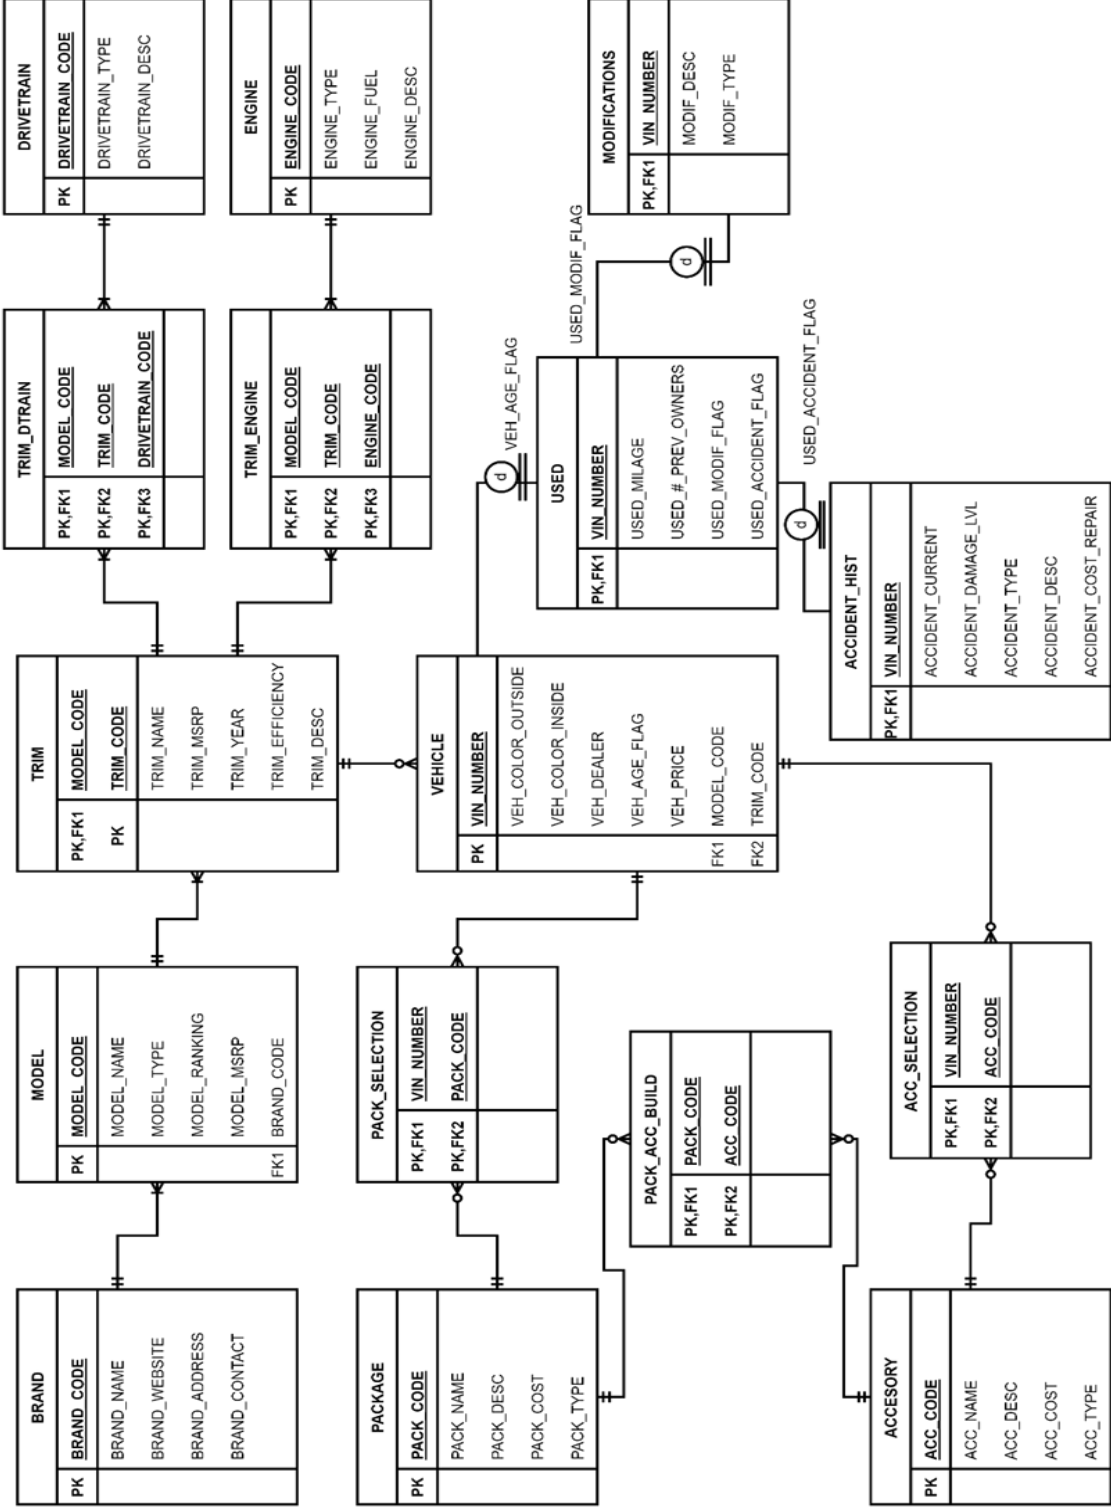 BRAND
PK BRAND_CODE
BRAND_NAME
BRAND_WEBSITE
BRAND_ADDRESS
BRAND_CONTACT
MODEL
PK MODEL_CODE
MODEL_NAME
MODEL_TYPE
MODEL_RANKING
MODEL_MSRP
FK1 BRAND_CODE
TRIM
PK,FK1 MODEL_CODE
PK TRIM_CODE
TRIM_NAME
TRIM_MSRP
TRIM_YEAR
TRIM_EFFICIENCY
TRIM_DESC
TRIM_DTRAIN
PK,FK1 MODEL_CODE
PK,FK2 TRIM_CODE
PK,FK3 DRIVETRAIN_CODE
DRIVETRAIN
PK DRIVETRAIN_CODE
DRIVETRAIN_TYPE
DRIVETRAIN_DESC
TRIM_ENGINE
PK,FK1 MODEL_CODE
PK,FK2 TRIM_CODE
PK,FK3 ENGINE_CODE
ENGINE
PK ENGINE_CODE
ENGINE_TYPE
ENGINE_FUEL
ENGINE_DESC
PACKAGE
PK PACK_CODE
PACK_NAME
PACK_DESC
PACK_COST
PACK_TYPE
PACK_SELECTION
PK,FK1 VIN_NUMBER
PK,FK2 PACK_CODE
VEHICLE
PK VIN_NUMBER
VEH_COLOR_OUTSIDE
VEH_COLOR_INSIDE
VEH_DEALER
VEH_AGE_FLAG
VEH_PRICE
FK1 MODEL_CODE
FK2 TRIM_CODE
d
VEH_AGE_FLAG
USED
PK,FK1 VIN_NUMBER
USED_MILAGE
USED_#_PREV_OWNERS
USED_MODIF_FLAG
USED_ACCIDENT_FLAG
USED_MODIF_FLAG
d
MODIFICATIONS
PK,FK1 VIN_NUMBER
MODIF_DESC
MODIF_TYPE
PACK_ACC_BUILD
PK,FK1 PACK_CODE
PK,FK2 ACC_CODE
d
USED_ACCIDENT_FLAG
ACCIDENT_HIST
PK,FK1 VIN_NUMBER
ACCIDENT_CURRENT
ACCIDENT_DAMAGE_LVL
ACCIDENT_TYPE
ACCIDENT_DESC
ACCIDENT_COST_REPAIR
ACCESORY
PK ACC_CODE
ACC_NAME
ACC_DESC
ACC_COST
ACC_TYPE
ACC_SELECTION
PK,FK1 VIN_NUMBER
PK,FK2 ACC_CODE